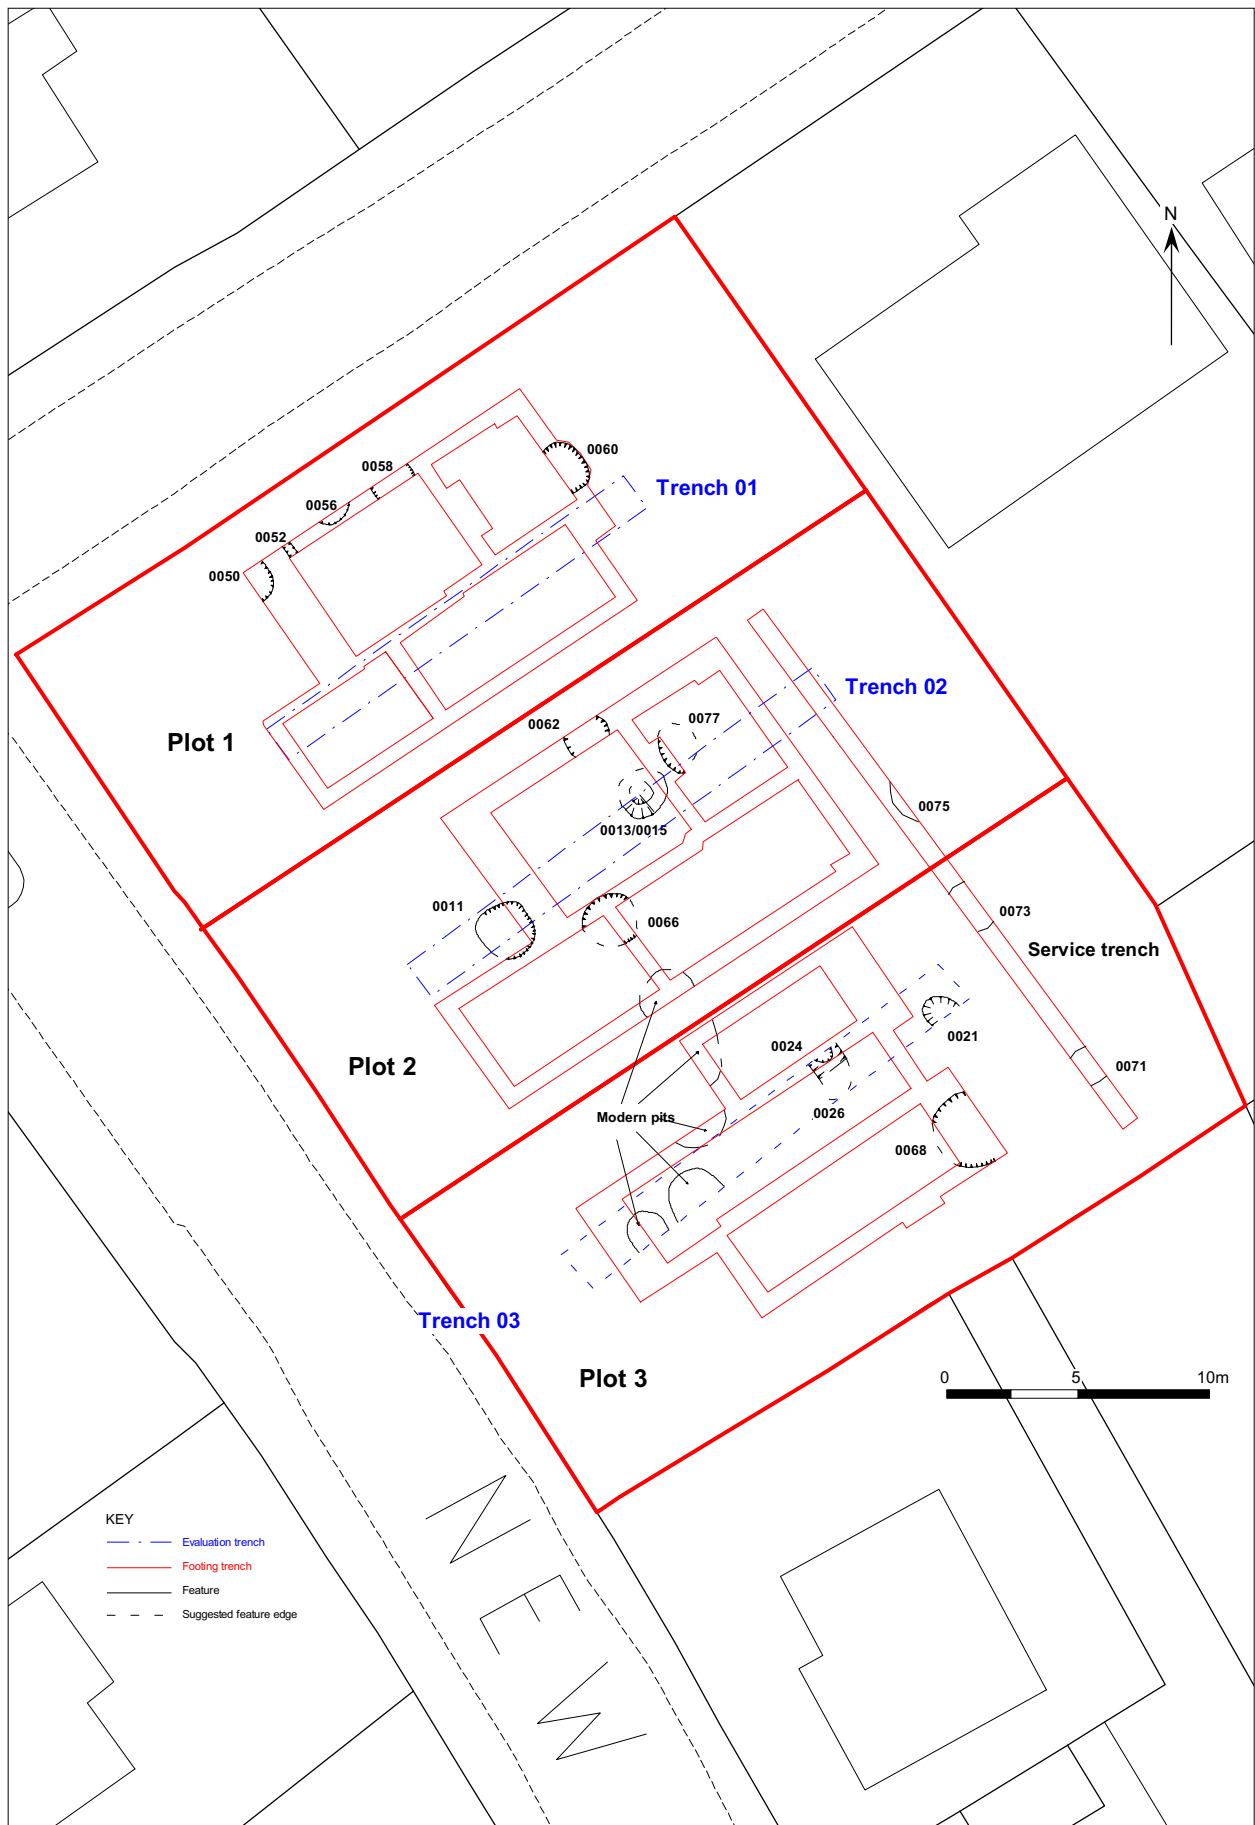 N
0060
0058
Trench 01
0056
0052
0050
Trench 02
0077
0062
Plot 1
0075
0013/0015
0011
0066
0073
Service trench
0021
0024
Plot 2
0071
Modern pits
0026
0068
Trench 03
Plot 3
0 5 10m
NEW
KEY
Evaluation trench
Footing trench
Feature
Suggested feature edge